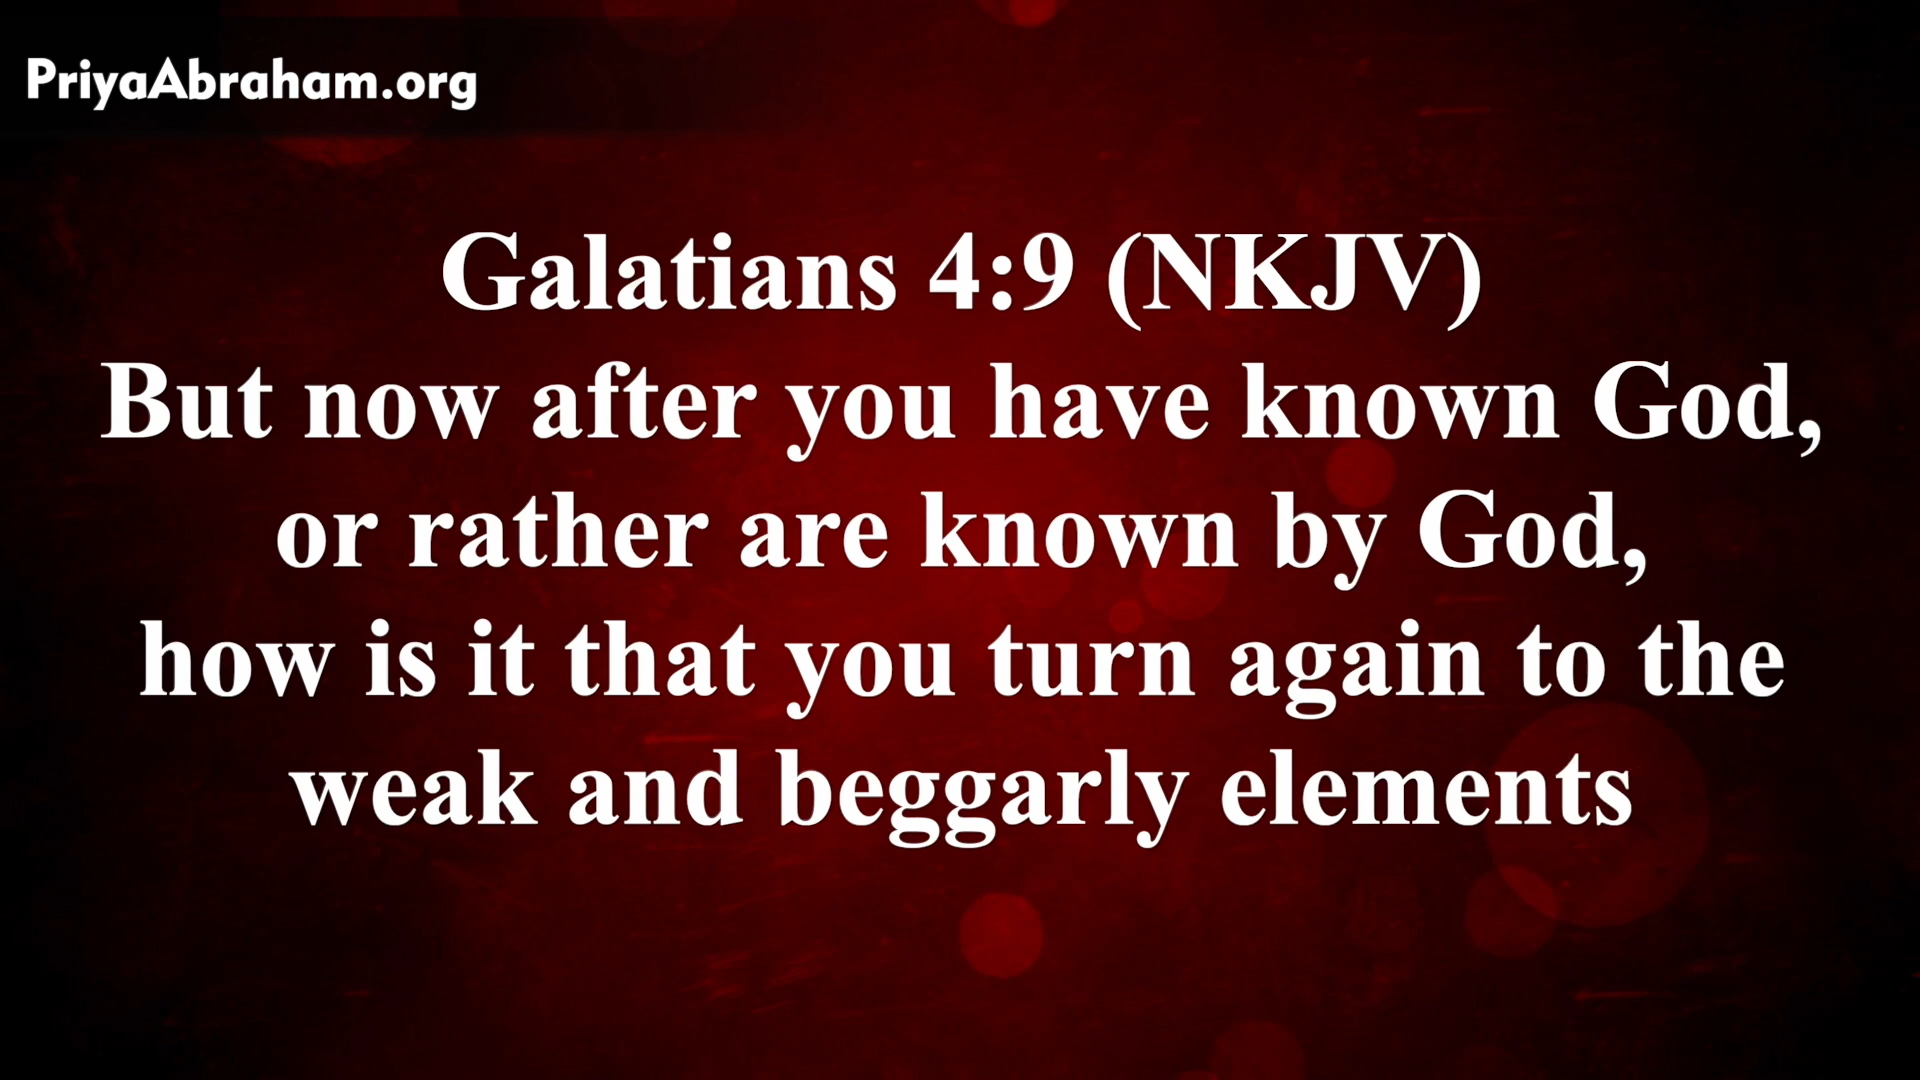 PriyaAbraham.org
Galatians 4:9 (NKJV)
But now after you have known God,
or rather are known by God,
how is it that you turn again to the
weak and beggarly elements